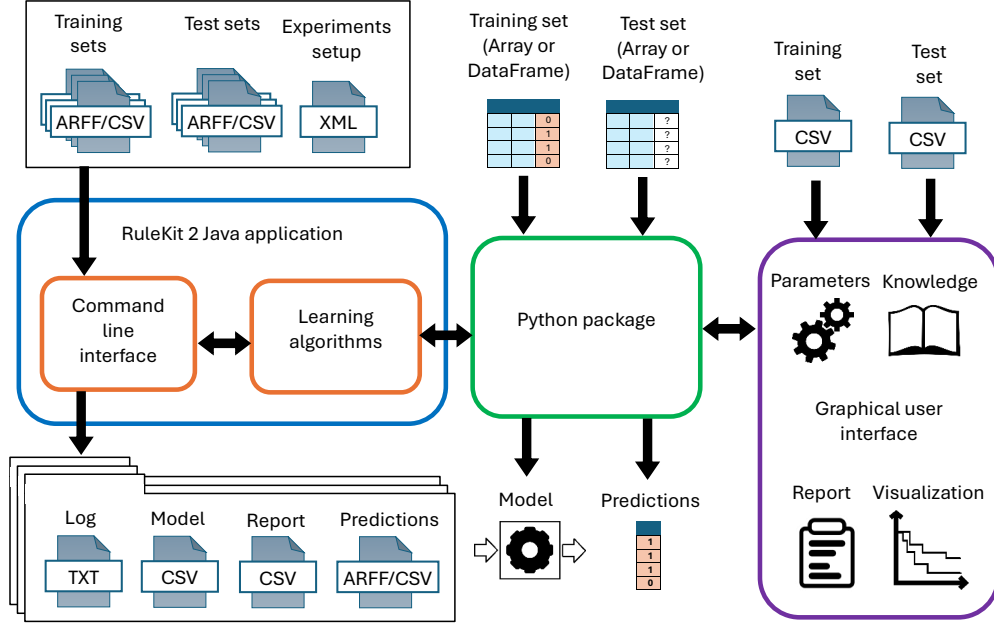 Training
sets
Test sets
Experiments
setup
ARFF/CSV
ARFF/CSV
XML
Training set
(Array or
DataFrame)
Test set
(Array or
DataFrame)
0
1
1
0
?
?
?
?
Training
set
Test
set
CSV
CSV
RuleKit 2 Java application
Command
line
interface
Learning
algorithms
Python package
Parameters
Knowledge
Graphical user
interface
Report
Visualization
Log
Model
Report
Predictions
TXT
CSV
CSV
ARFF/CSV
Model
Predictions
1
1
1
0